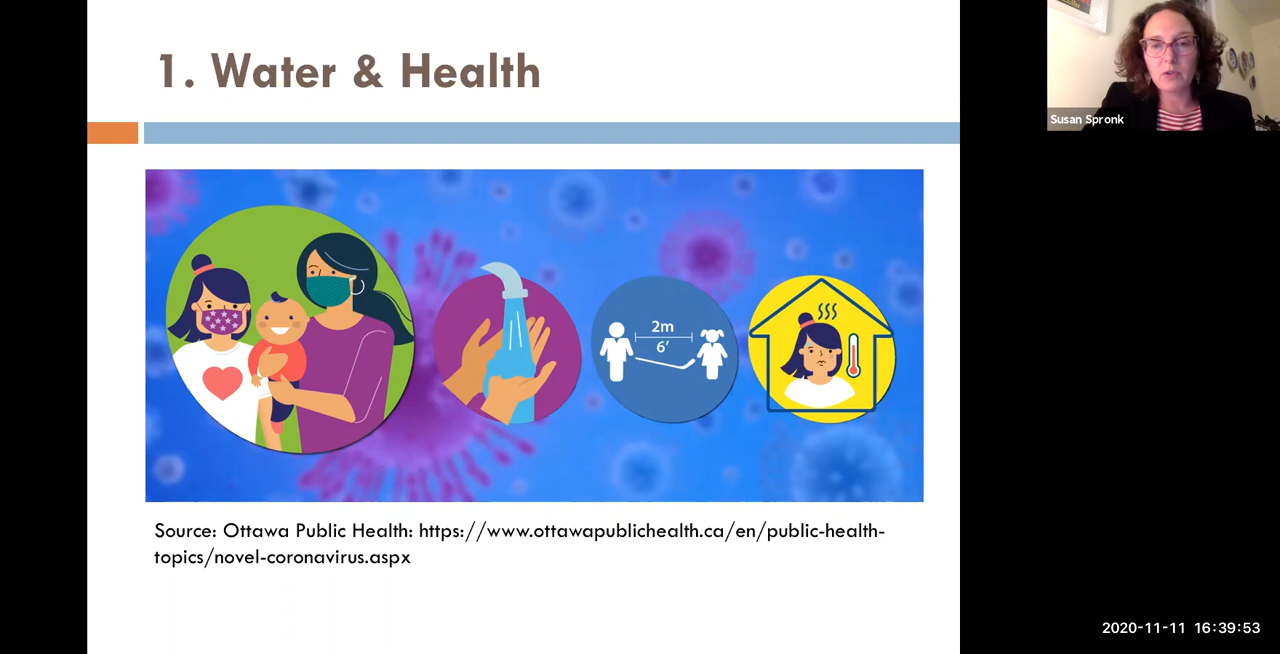 1. Water & Health
Susan Spronk
2m
6'
Source: Ottawa Public Health: https://www.ottawapublichealth.ca/en/public-health-
topics/novel-coronavirus.aspx
2020-11-11 16:39:53